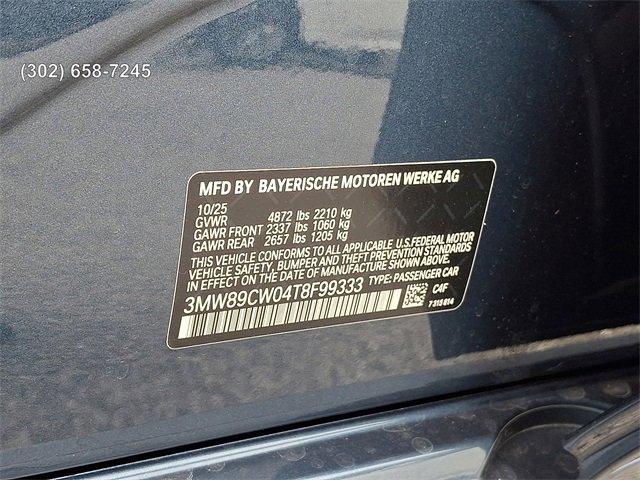 (302) 658-7245
MFD BY BAYERISCHE MOTOREN WERKE AG
10/25
GVWR 4872 lbs 2210 kg
GAWR FRONT 2337 lbs 1060 kg
GAWR REAR 2657 lbs 1205 kg
THIS VEHICLE CONFORMS TO ALL APPLICABLE U.S.FEDERAL MOTOR
VEHICLE SAFETY, BUMPER, AND THEFT PREVENTION STANDARDS
IN EFFECT ON THE DATE OF MANUFACTURE SHOWN ABOVE.
3MW89CW04T8F99333 TYPE: PASSENGER CAR
C4F
7315814